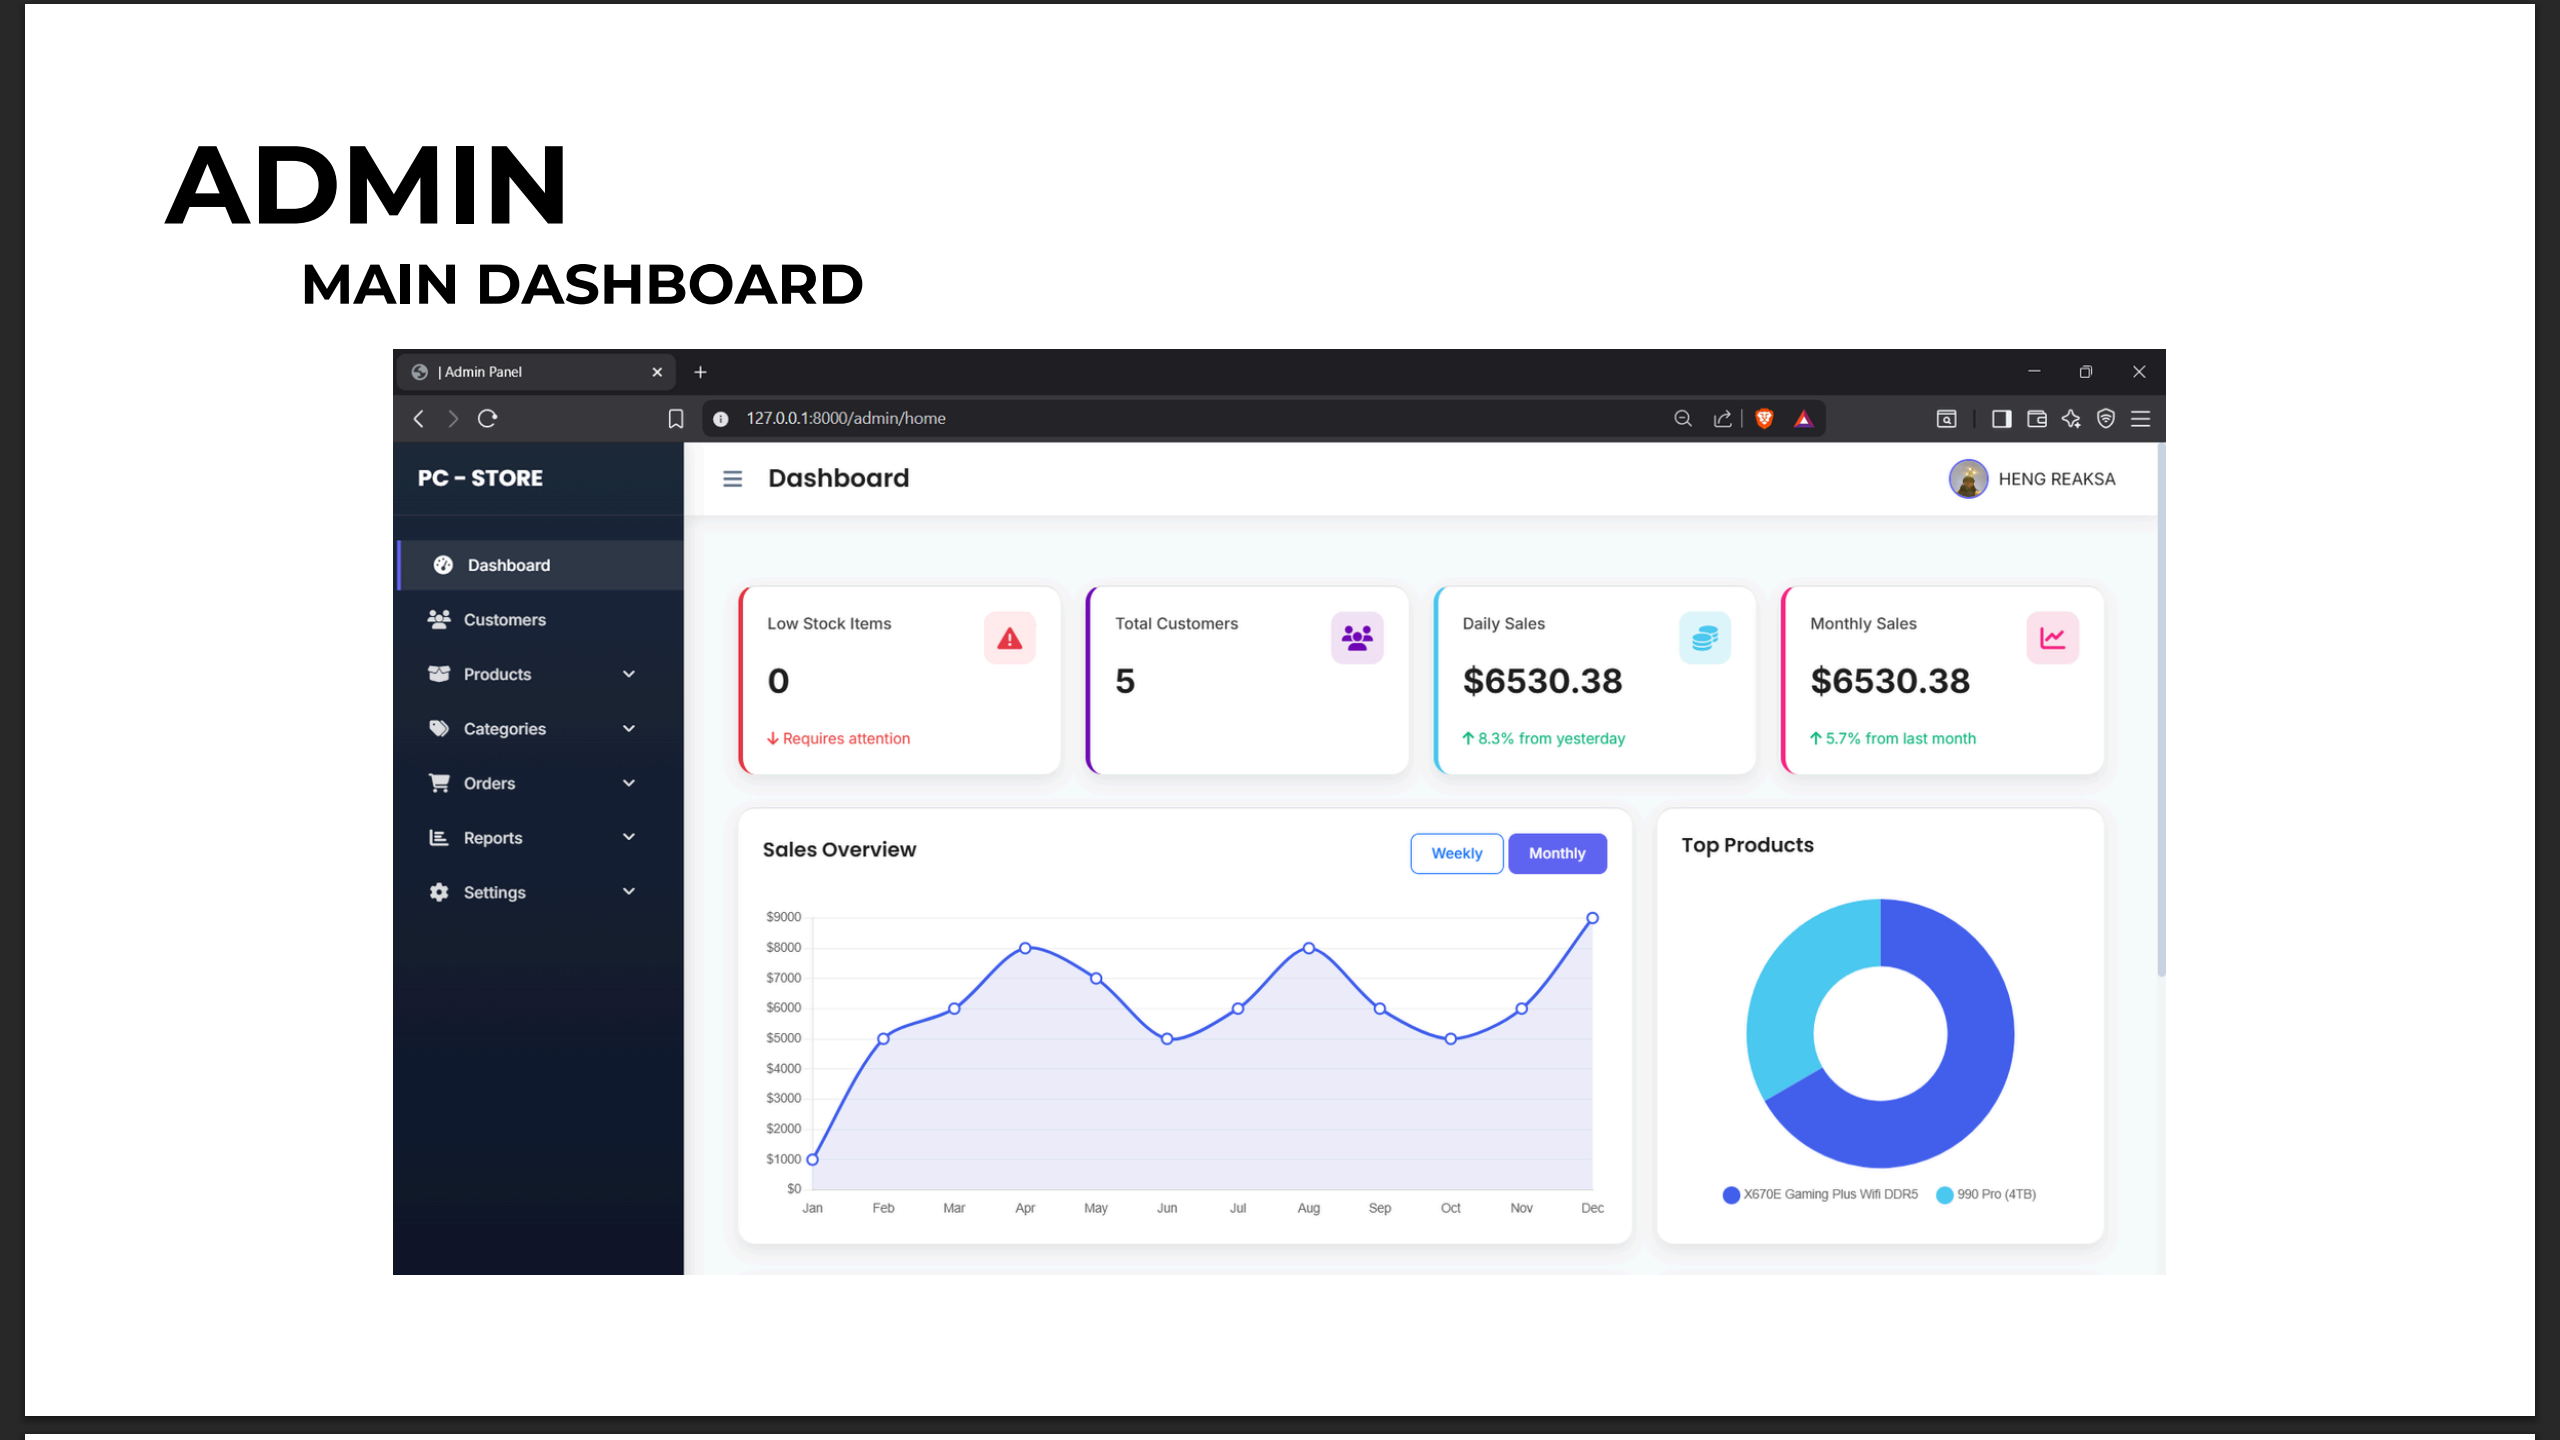 ADMIN
MAIN DASHBOARD
| Admin Panel
127.0.0.1:8000/admin/home
PC - STORE
Dashboard
HENG REAKSA
Dashboard
Customers
Products
Categories
Orders
Reports
Settings
Low Stock Items
0
Requires attention
Total Customers
5
Daily Sales
$6530.38
8.3% from yesterday
Monthly Sales
$6530.38
5.7% from last month
Sales Overview
Weekly
Monthly
$9000
$8000
$7000
$6000
$5000
$4000
$3000
$2000
$1000
$0
Jan Feb Mar Apr May Jun Jul Aug Sep Oct Nov Dec
Top Products
X670E Gaming Plus Wifi DDR5 990 Pro (4TB)